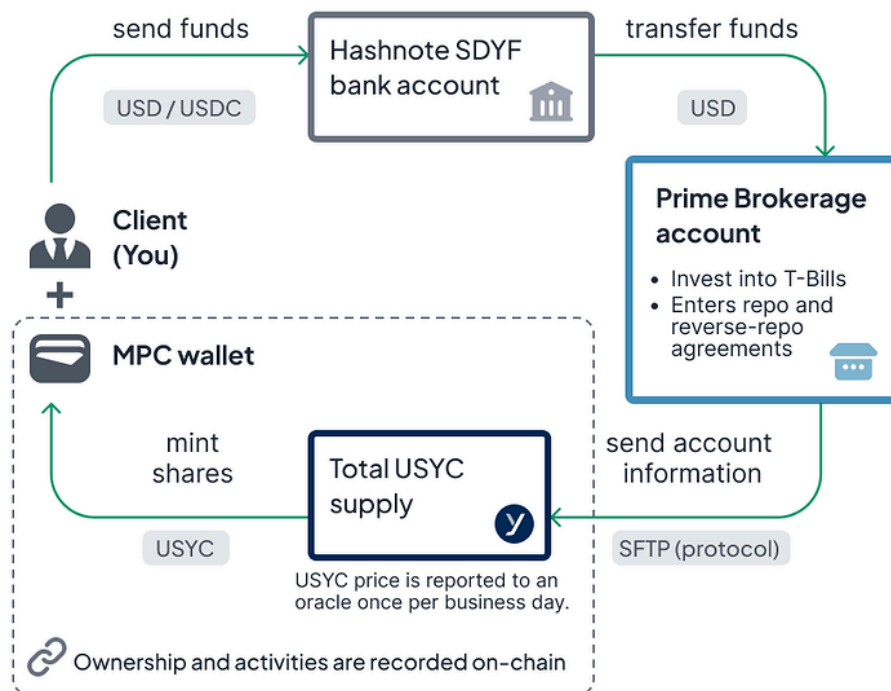 send funds
Hashnote SDYF
bank account
transfer funds
USD / USDC
USD
Client
(You)
+
Prime Brokerage
account
• Invest into T-Bills
• Enters repo and
reverse-repo
agreements
MPC wallet
mint
shares
Total USYC
supply
y
send account
information
USYC
SFTP (protocol)
USYC price is reported to an
oracle once per business day.
Ownership and activities are recorded on-chain